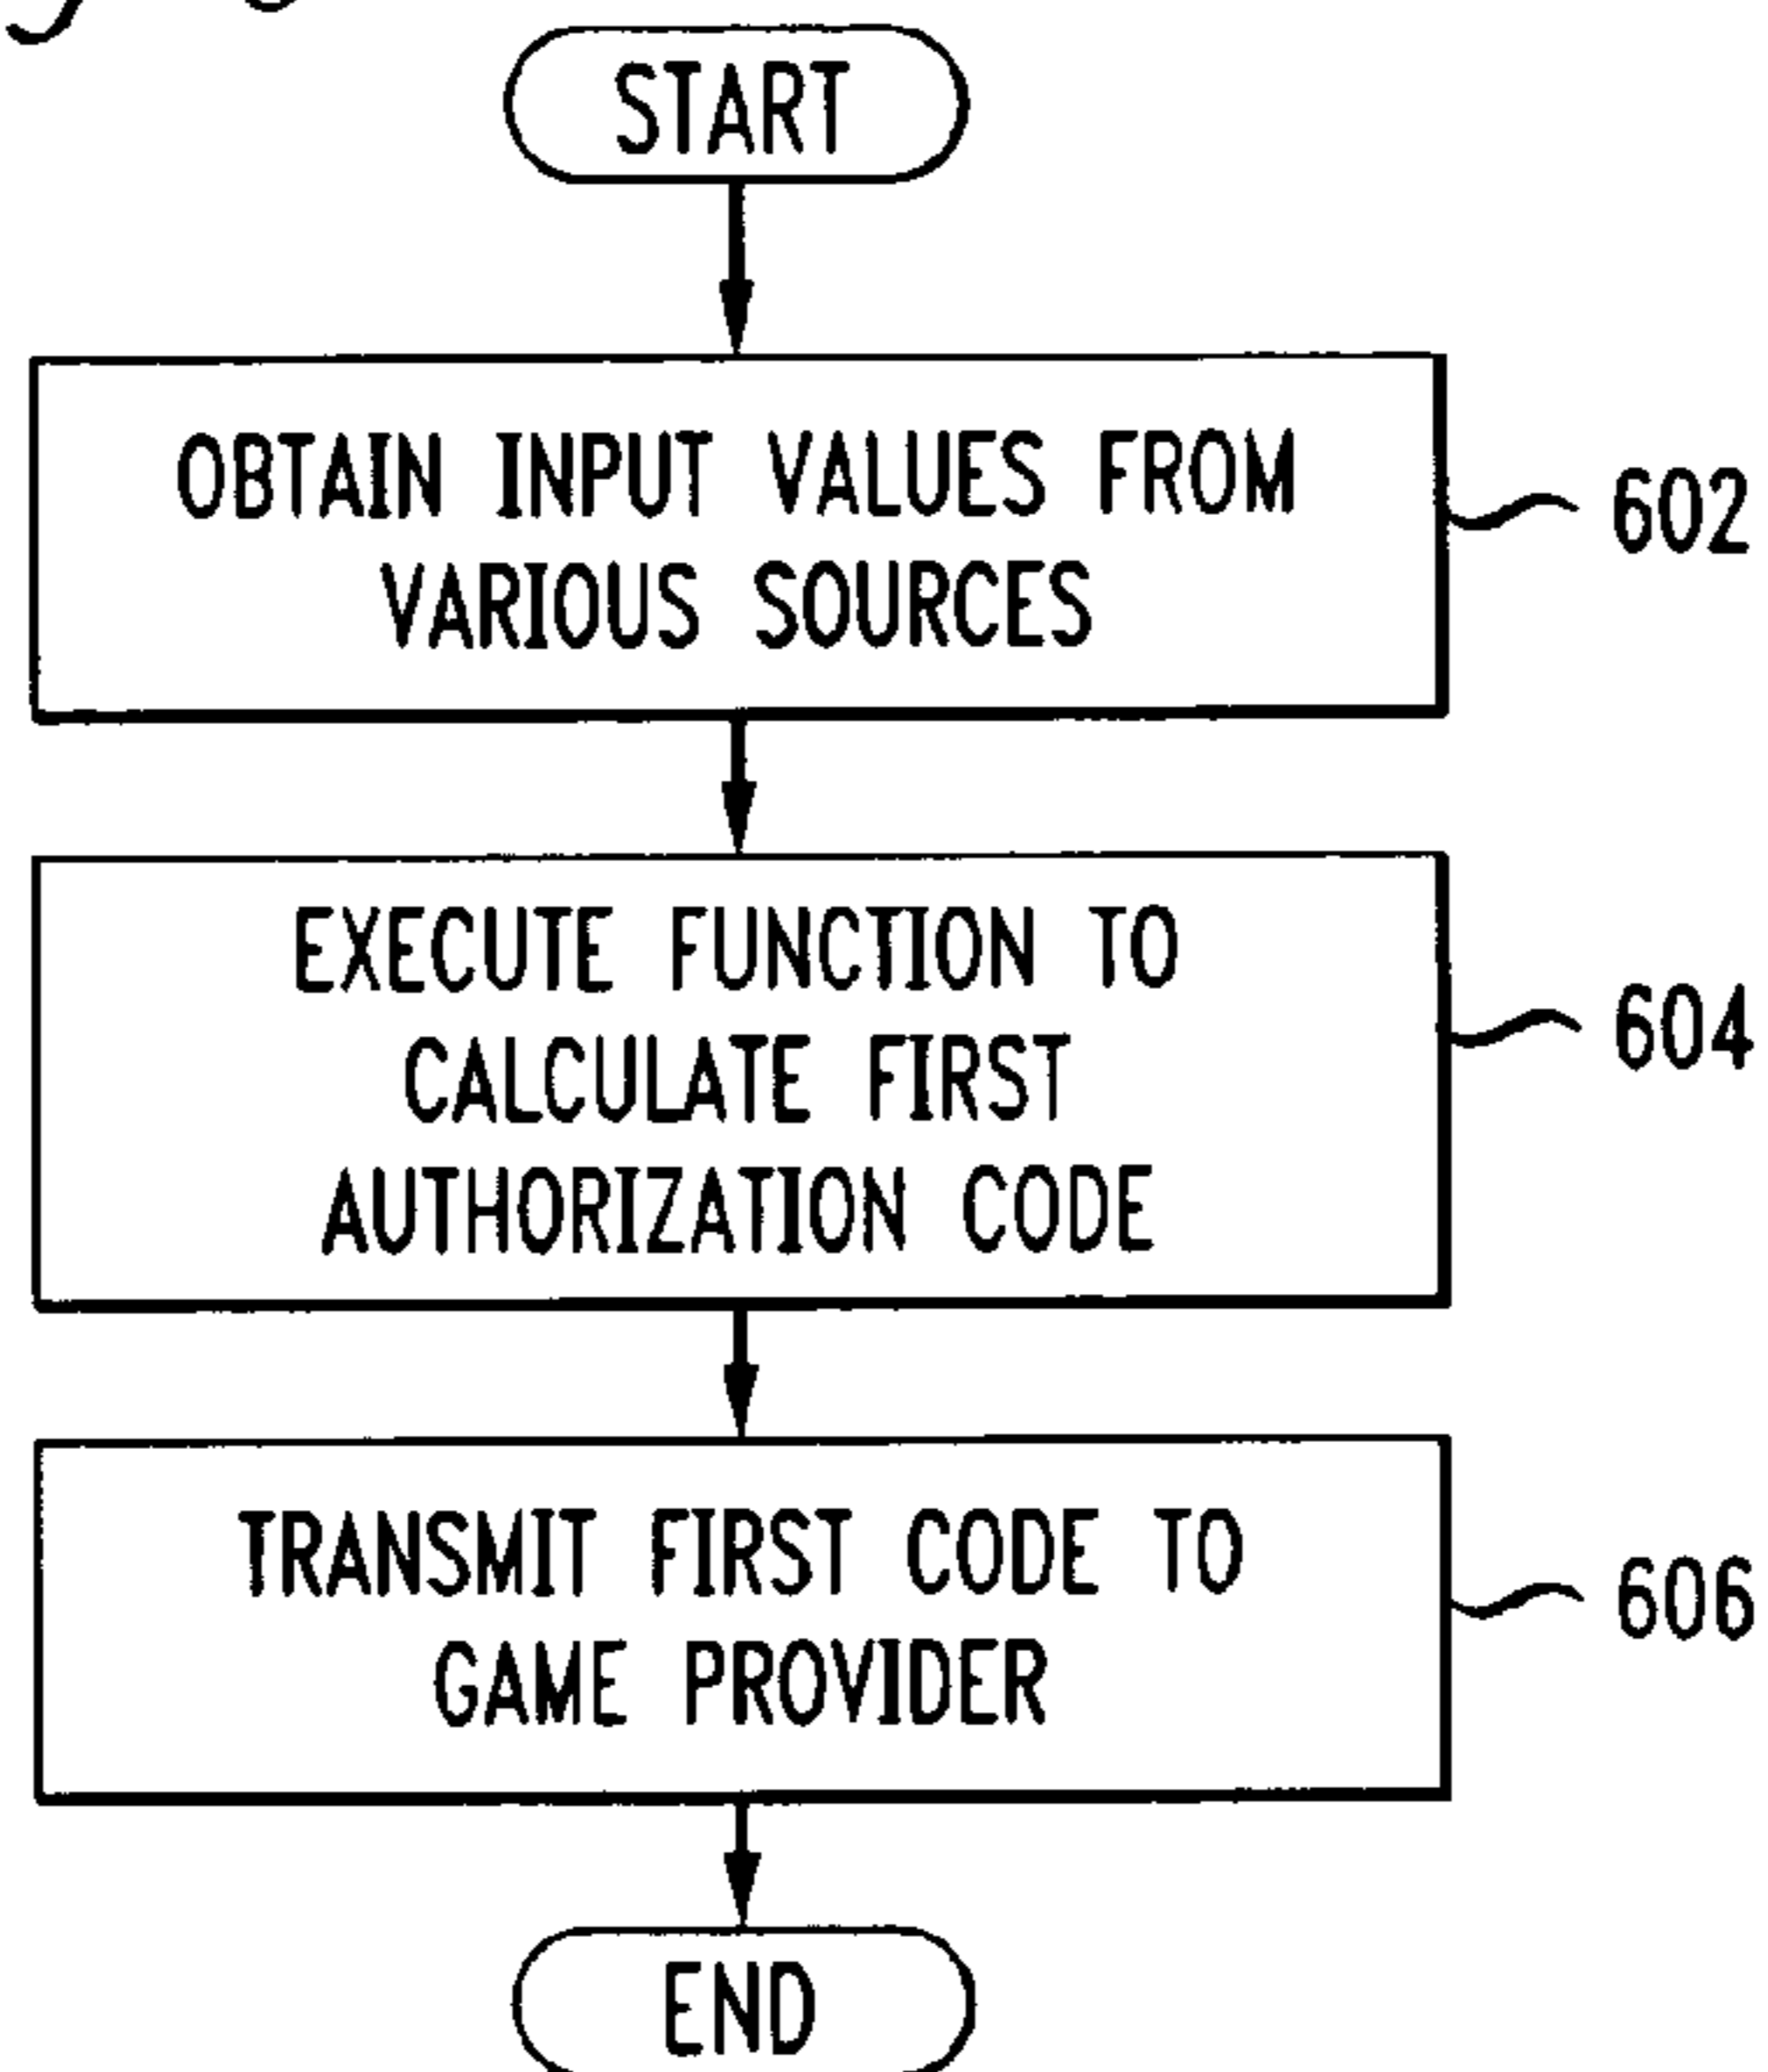 START
OBTAIN INPUT VALUES FROM
VARIOUS SOURCES
602
EXECUTE FUNCTION TO
CALCULATE FIRST
AUTHORIZATION CODE
604
TRANSMIT FIRST CODE TO
GAME PROVIDER
606
END